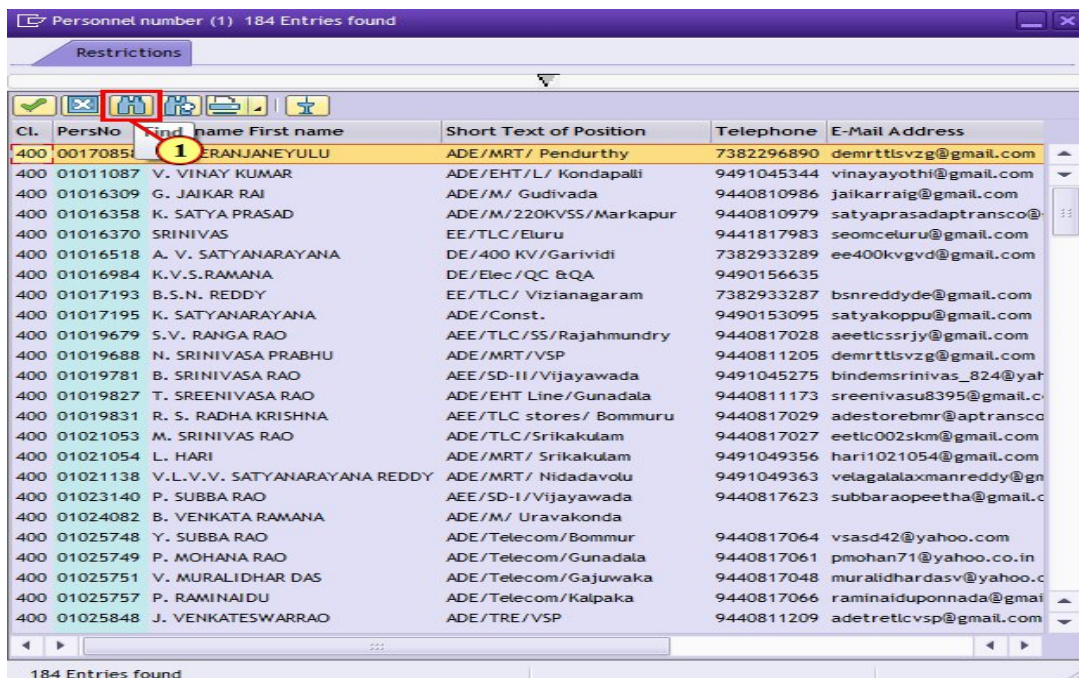 Personnel number (1) 184 Entries found
Restrictions
Cl. PersNo name First name Short Text of Position Telephone E-Mail Address
Find
1
400 ERANJANEYULU ADE/MRT/ Pendurthy 7382296890 demrttlsvzg@gmail.com
400 01011087 V. VINAY KUMAR ADE/EHT/L/ Kondapalli 9491045344 vinayayothi@gmail.com
400 01016309 G. JAIKAR RAI ADE/M/ Gudivada 9440810986 jaikarraig@gmail.com
400 01016358 K. SATYA PRASAD ADE/M/220KVSS/Markapur 9440810979 satyaprasadaptransco@
400 01016370 SRINIVAS EE/TLC/Eluru 9441817983 seomceluru@gmail.com
400 01016518 A. V. SATYANARAYANA DE/400 KV/Garividi 7382933289 ee400kvgvd@gmail.com
400 01016984 K.V.S.RAMANA DE/Elec/QC &QA 9490156635
400 01017193 B.S.N. REDDY EE/TLC/ Vizianagaram 7382933287 bsnreddyde@gmail.com
400 01017195 K. SATYANARAYANA ADE/Const. 9490153095 satyakoppu@gmail.com
400 01019679 S.V. RANGA RAO AEE/TLC/SS/Rajahmundry 9440817028 aeetlcssrjy@gmail.com
400 01019688 N. SRINIVASA PRABHU ADE/MRT/VSP 9440811205 demrttlsvzg@gmail.com
400 01019781 B. SRINIVASA RAO AEE/SD-II/Vijayawada 9491045275 bindemsrinivas_824@yah
400 01019827 T. SREENIVASA RAO ADE/EHT Line/Gunadala 9440811173 sreenivasu8395@gmail.c
400 01019831 R. S. RADHA KRISHNA AEE/TLC stores/ Bommuru 9440817029 adestorebmr@aptransco
400 01021053 M. SRINIVAS RAO ADE/TLC/Srikakulam 9440817027 eetlc002skm@gmail.com
400 01021054 L. HARI ADE/MRT/ Srikakulam 9491049356 hari1021054@gmail.com
400 01021138 V.L.V.V. SATYANARAYANA REDDY ADE/MRT/ Nidadavolu 9491049363 velagalalaxmanreddy@gm
400 01023140 P. SUBBA RAO AEE/SD-I/Vijayawada 9440817623 subbaraopeetha@gmail.c
400 01024082 B. VENKATA RAMANA ADE/M/ Uravakonda
400 01025748 Y. SUBBA RAO ADE/Telecom/Bommur 9440817064 vsasd42@yahoo.com
400 01025749 P. MOHANA RAO ADE/Telecom/Gunadala 9440817061 pmohan71@yahoo.co.in
400 01025751 V. MURALIDHAR DAS ADE/Telecom/Gajuwaka 9440817048 muralidhardasv@yahoo.c
400 01025757 P. RAMINAIDU ADE/Telecom/Kalpaka 9440817066 raminaiduponnada@gmai
400 01025848 J. VENKATESWARRAO ADE/TRE/VSP 9440811209 adetretlcvsp@gmail.com
184 Entries found